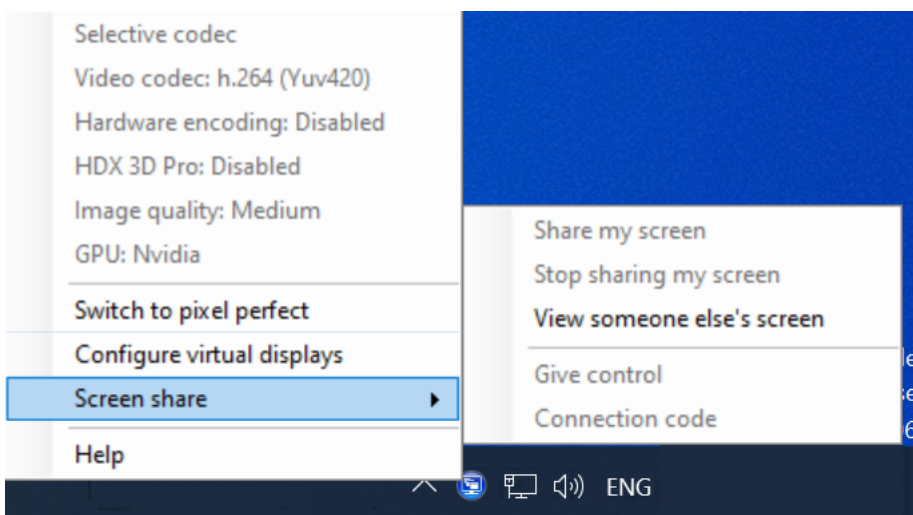 Selective codec
Video codec: h.264 (Yuv420)
Hardware encoding: Disabled
HDX 3D Pro: Disabled
Image quality: Medium
GPU: Nvidia
Switch to pixel perfect
Configure virtual displays
Screen share
Help
Share my screen
Stop sharing my screen
View someone else's screen
Give control
Connection code
ENG